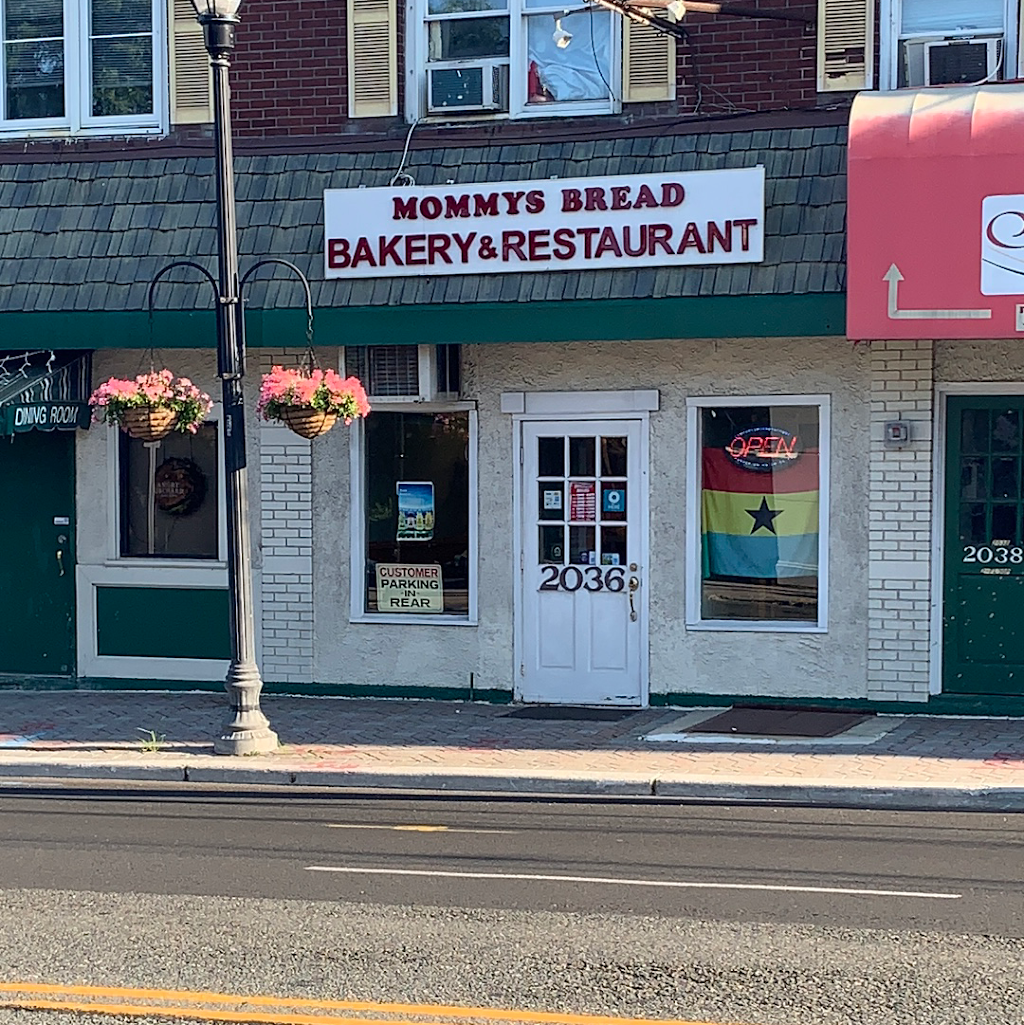 MOMMYS BREAD
BAKERY & RESTAURANT
DINING ROOM
OPEN
CUSTOMER
PARKING
-IN-
REAR
2036
2038